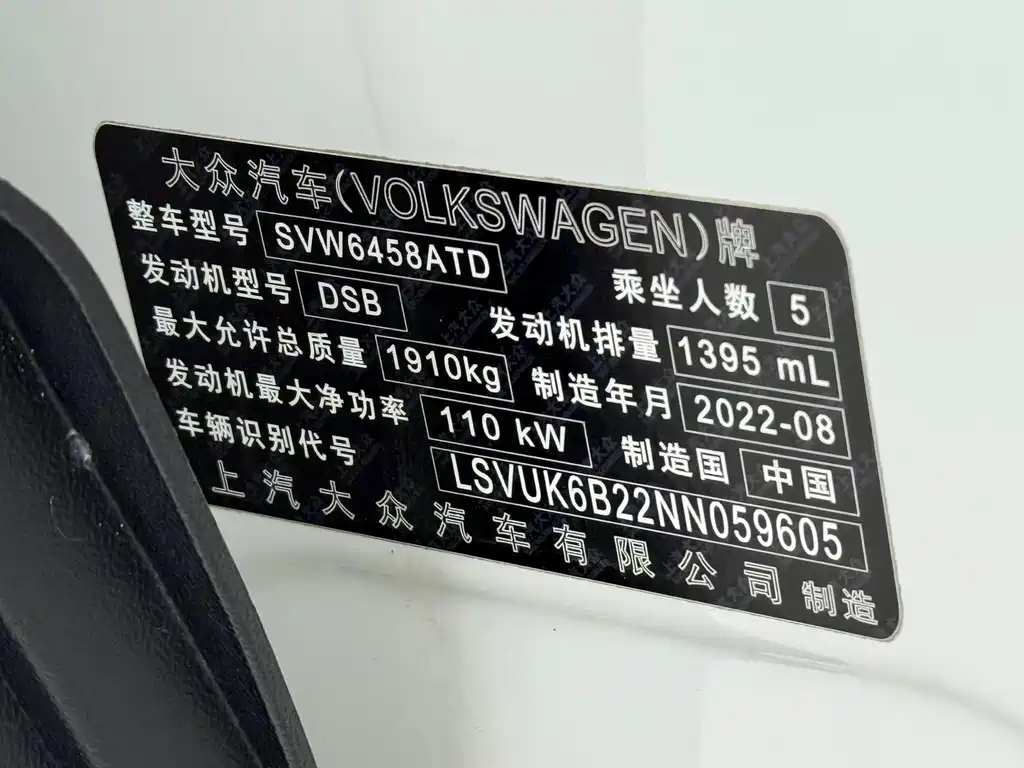 大众汽车(VOLKSWAGEN)牌
整车型号 SVW6458ATD 乘坐人数 5
发动机型号 DSB 发动机排量 1395 mL
最大允许总质量 1910kg 制造年月 2022-08
发动机最大净功率 110 kW 制造国 中国
车辆识别代号 LSVUK6B22NN059605
上汽大众汽车有限公司 制造